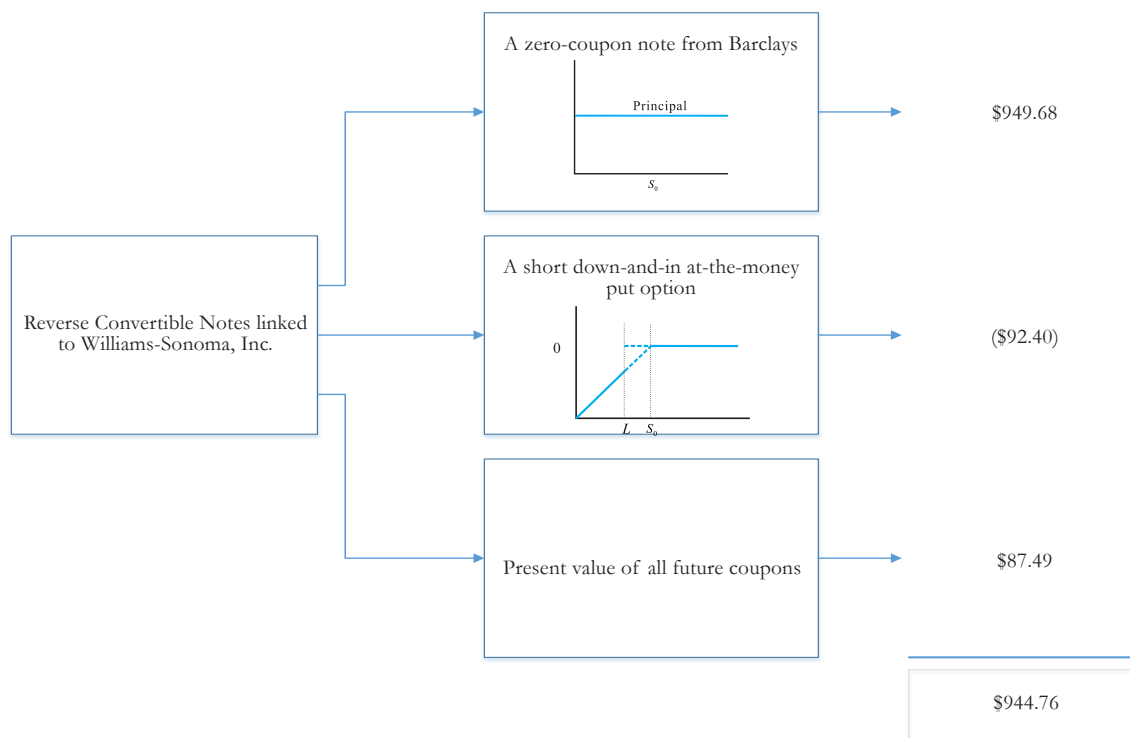 A zero-coupon note from Barclays
Principal
S₀
$949.68
Reverse Convertible Notes linked
to Williams-Sonoma, Inc.
A short down-and-in at-the-money
put option
0
L S₀
($92.40)
Present value of all future coupons
$87.49
$944.76